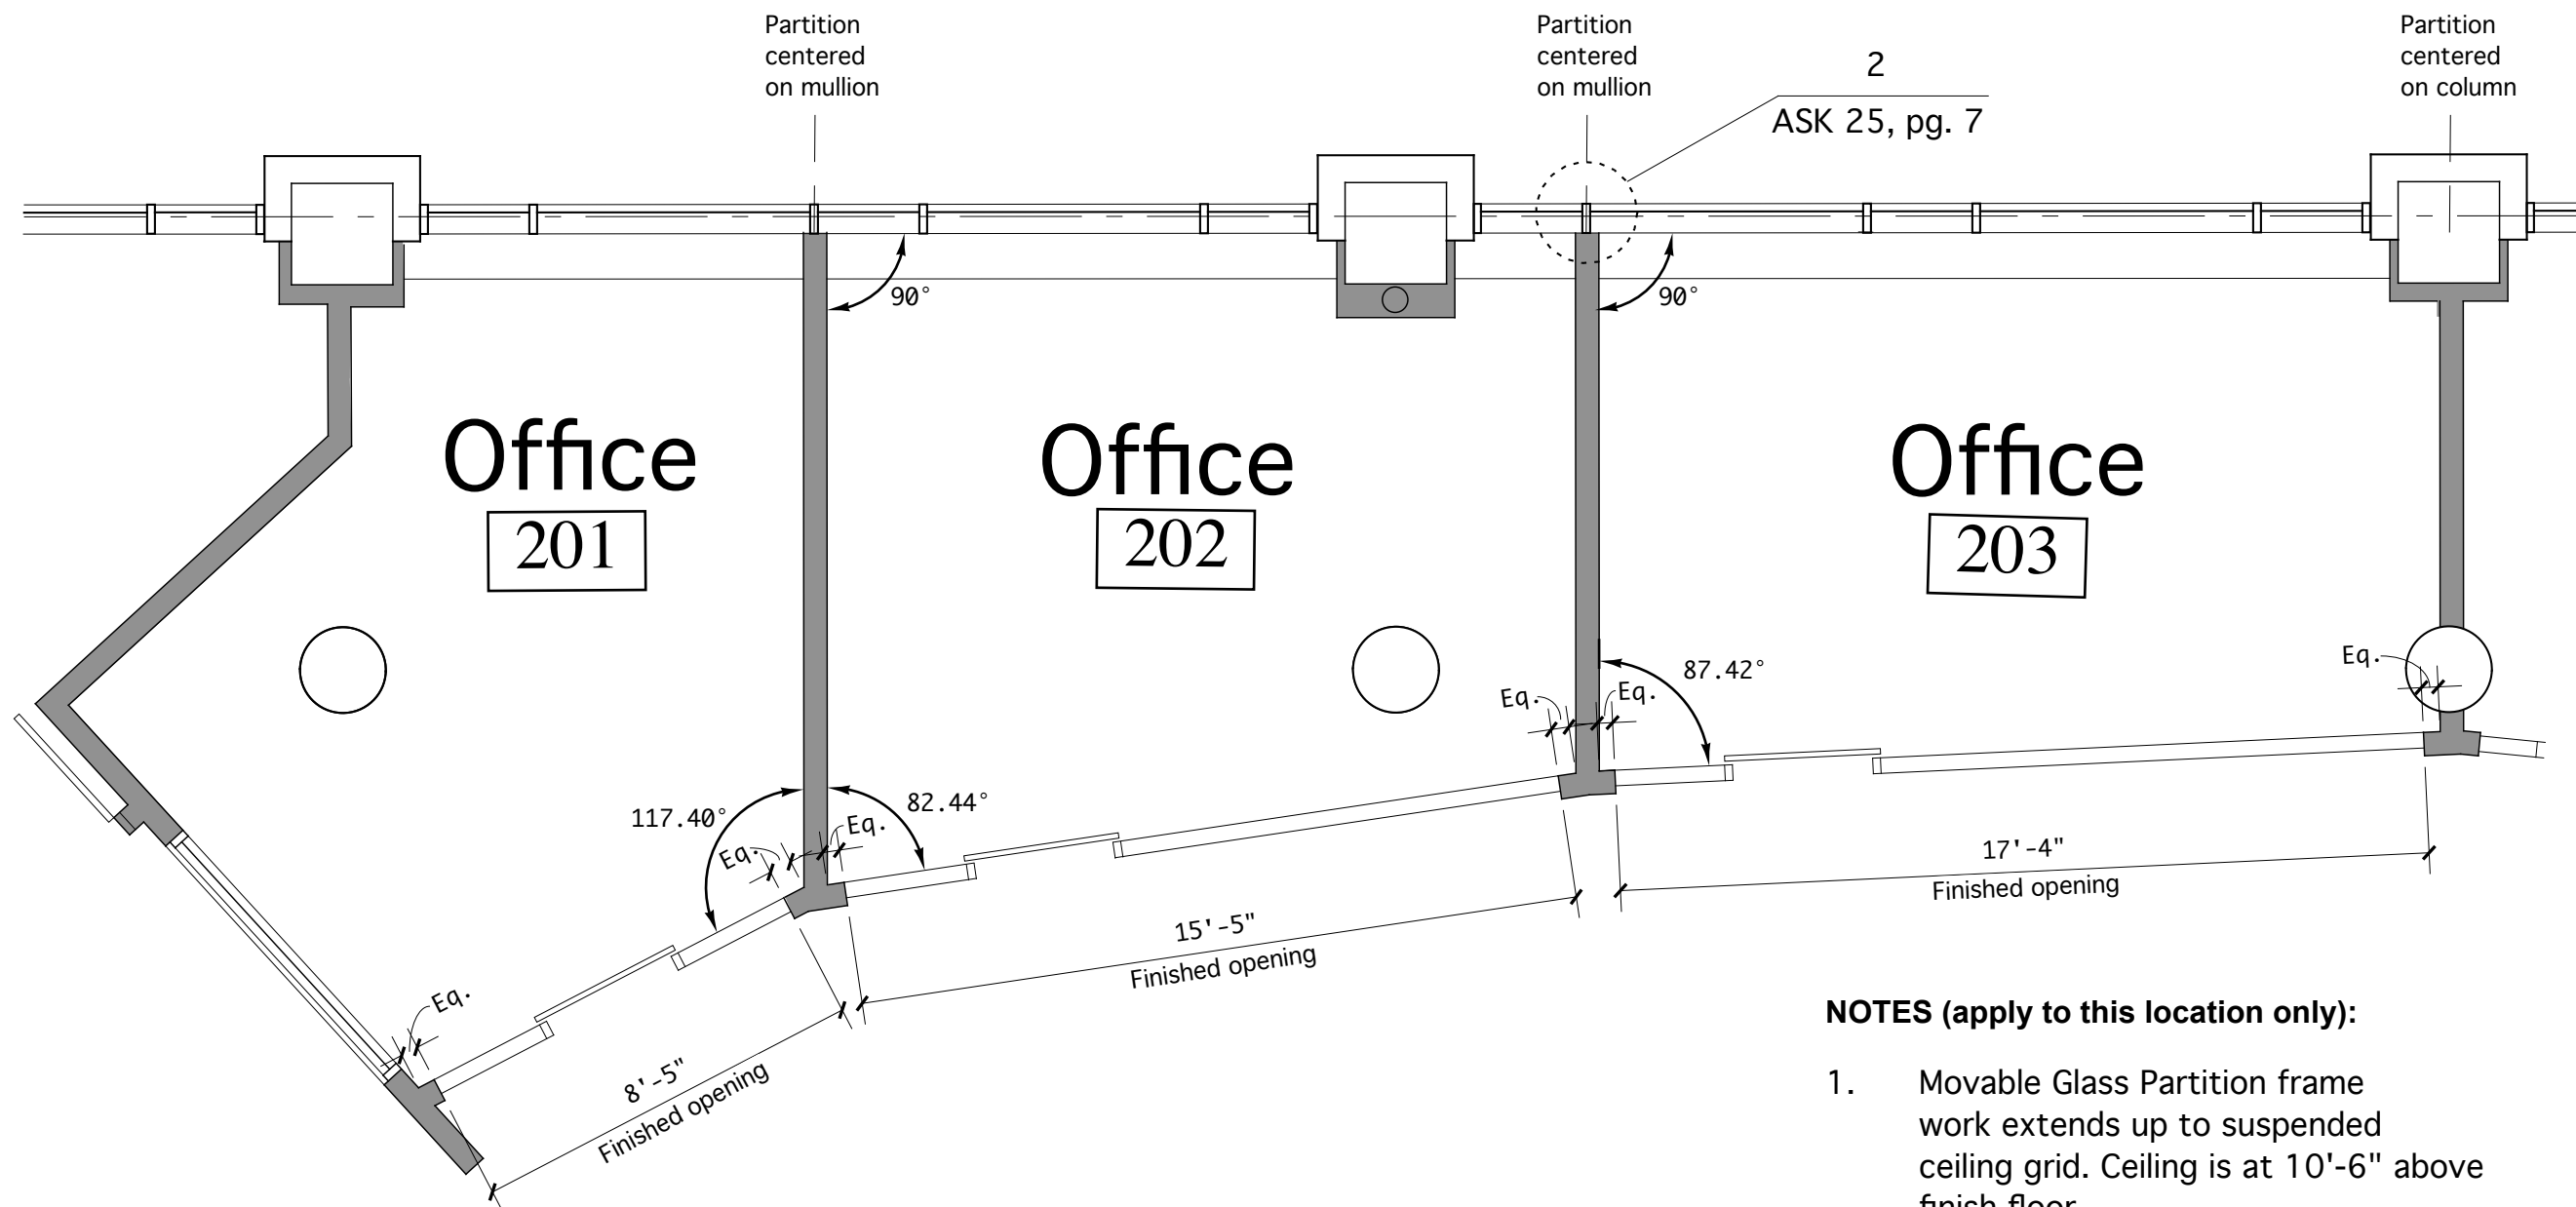 Partition
centered
on mullion
Partition
centered
on mullion
2
ASK 25, pg. 7
Partition
centered
on column
90°
90°
Office
201
Office
202
Office
203
Eq.
87.42°
Eq.
Eq.
117.40°
82.44°
Eq.
Eq.
17'-4"
Finished opening
15'-5"
Finished opening
Eq.
8'-5"
Finished opening
NOTES (apply to this location only):
1. Movable Glass Partition frame
work extends up to suspended
ceiling grid. Ceiling is at 10'-6" above
finish floor